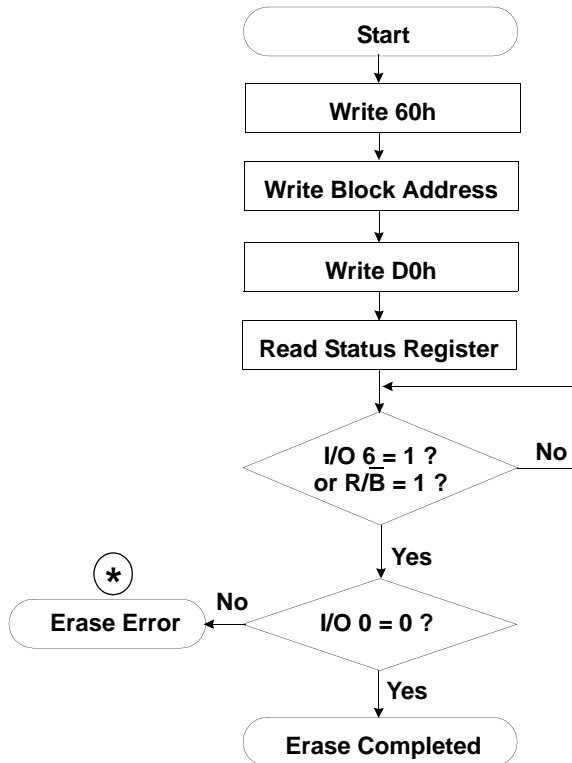 Start
Write 60h
Write Block Address
Write D0h
Read Status Register
I/O 6 = 1 ?
or R/B̅ = 1 ?
No
Yes
*
No
Erase Error
I/O 0 = 0 ?
Yes
Erase Completed